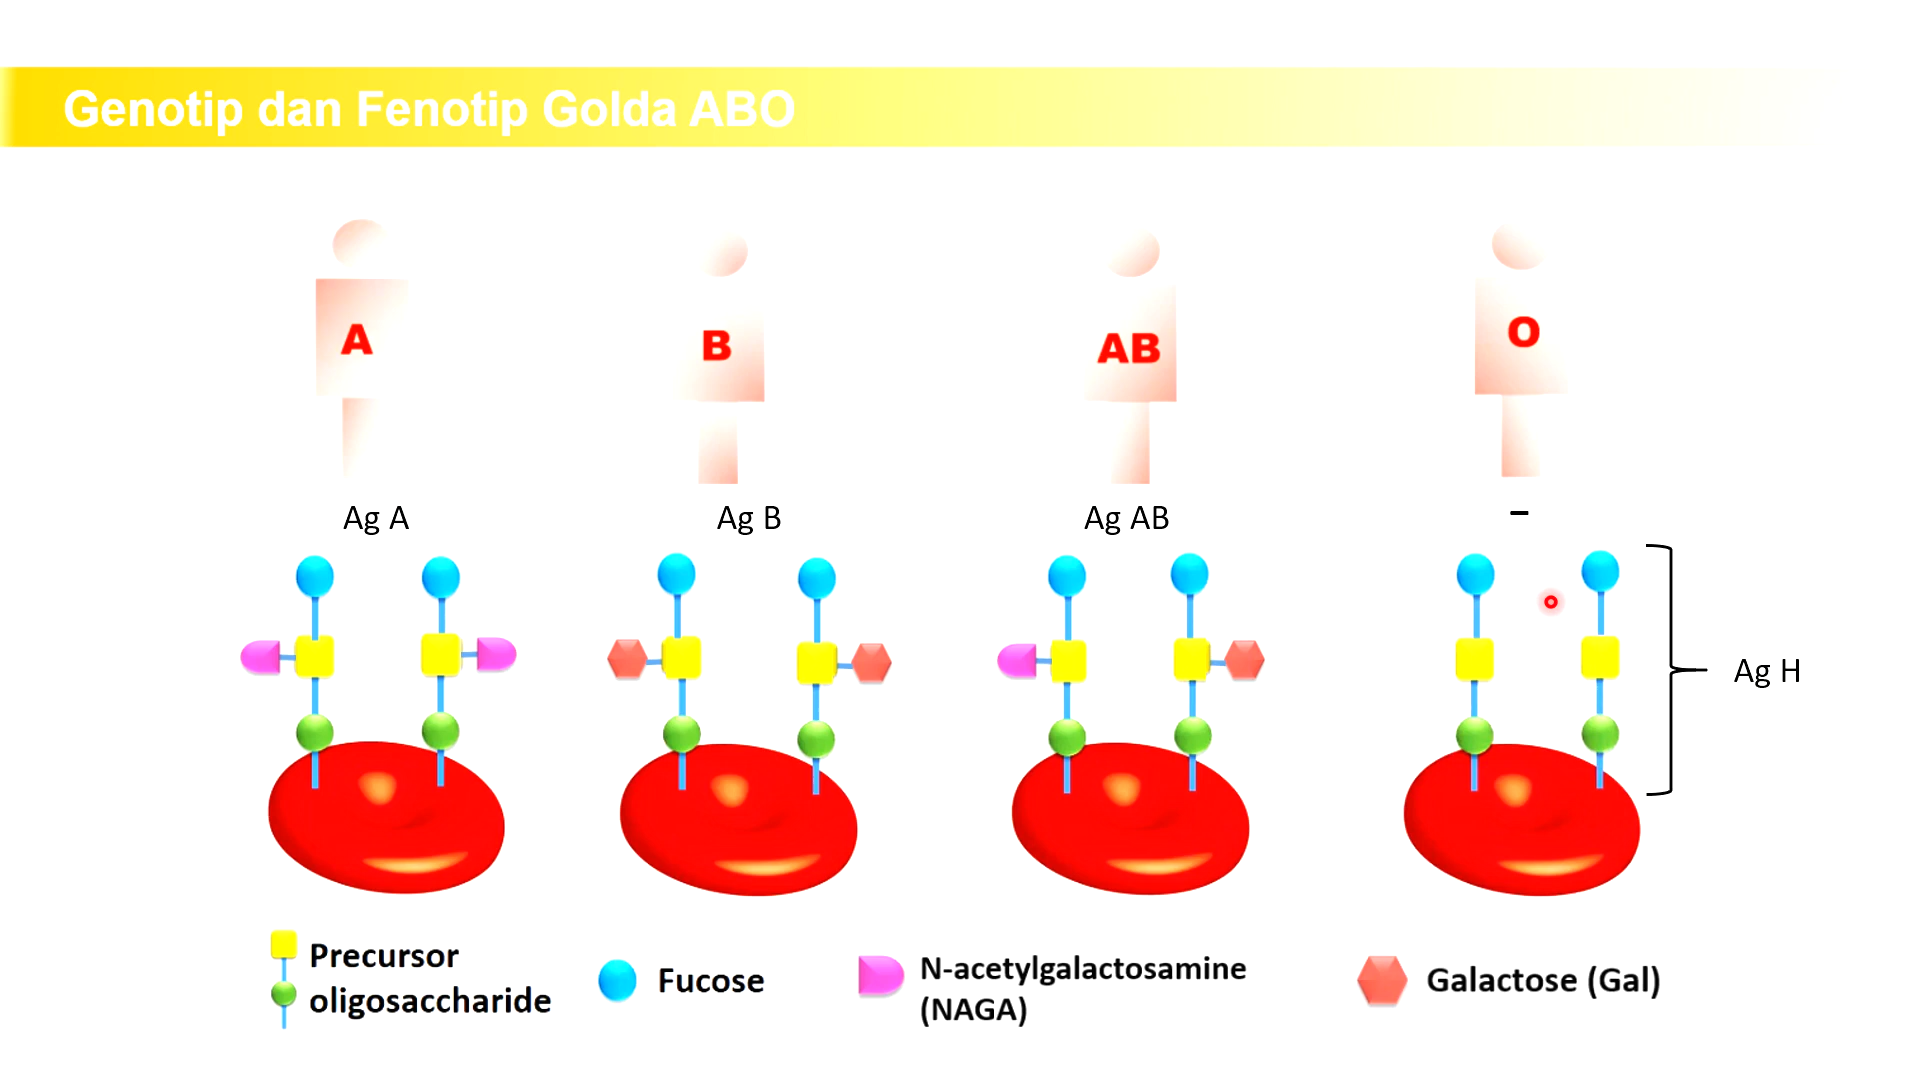 Genotip dan Fenotip Golda ABO
A
B
AB
O
Ag A
Ag B
Ag AB
–
Ag H
Precursor
oligosaccharide
Fucose
N-acetylgalactosamine
(NAGA)
Galactose (Gal)